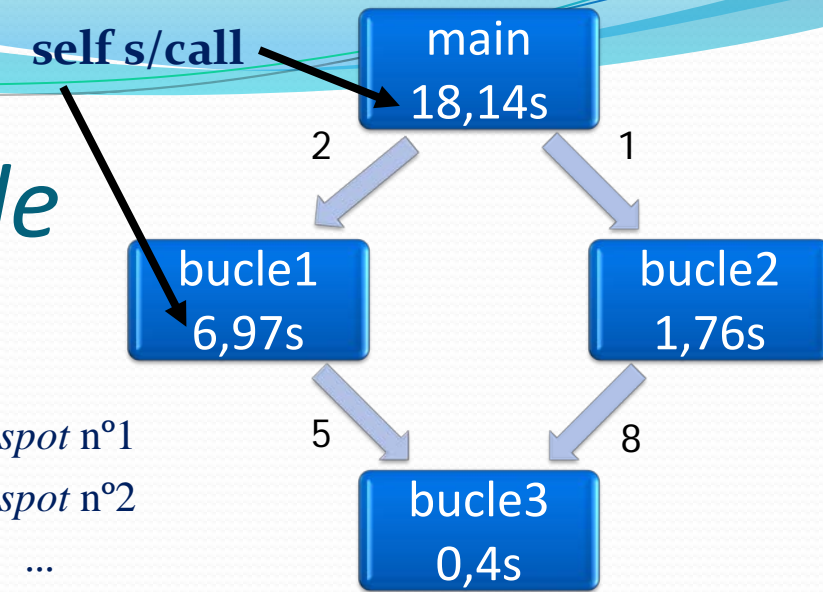 self s/call
main
18,14s
2
1
bucle1
6,97s
bucle2
1,76s
spot nº1
spot nº2
...
5
8
bucle3
0,4s